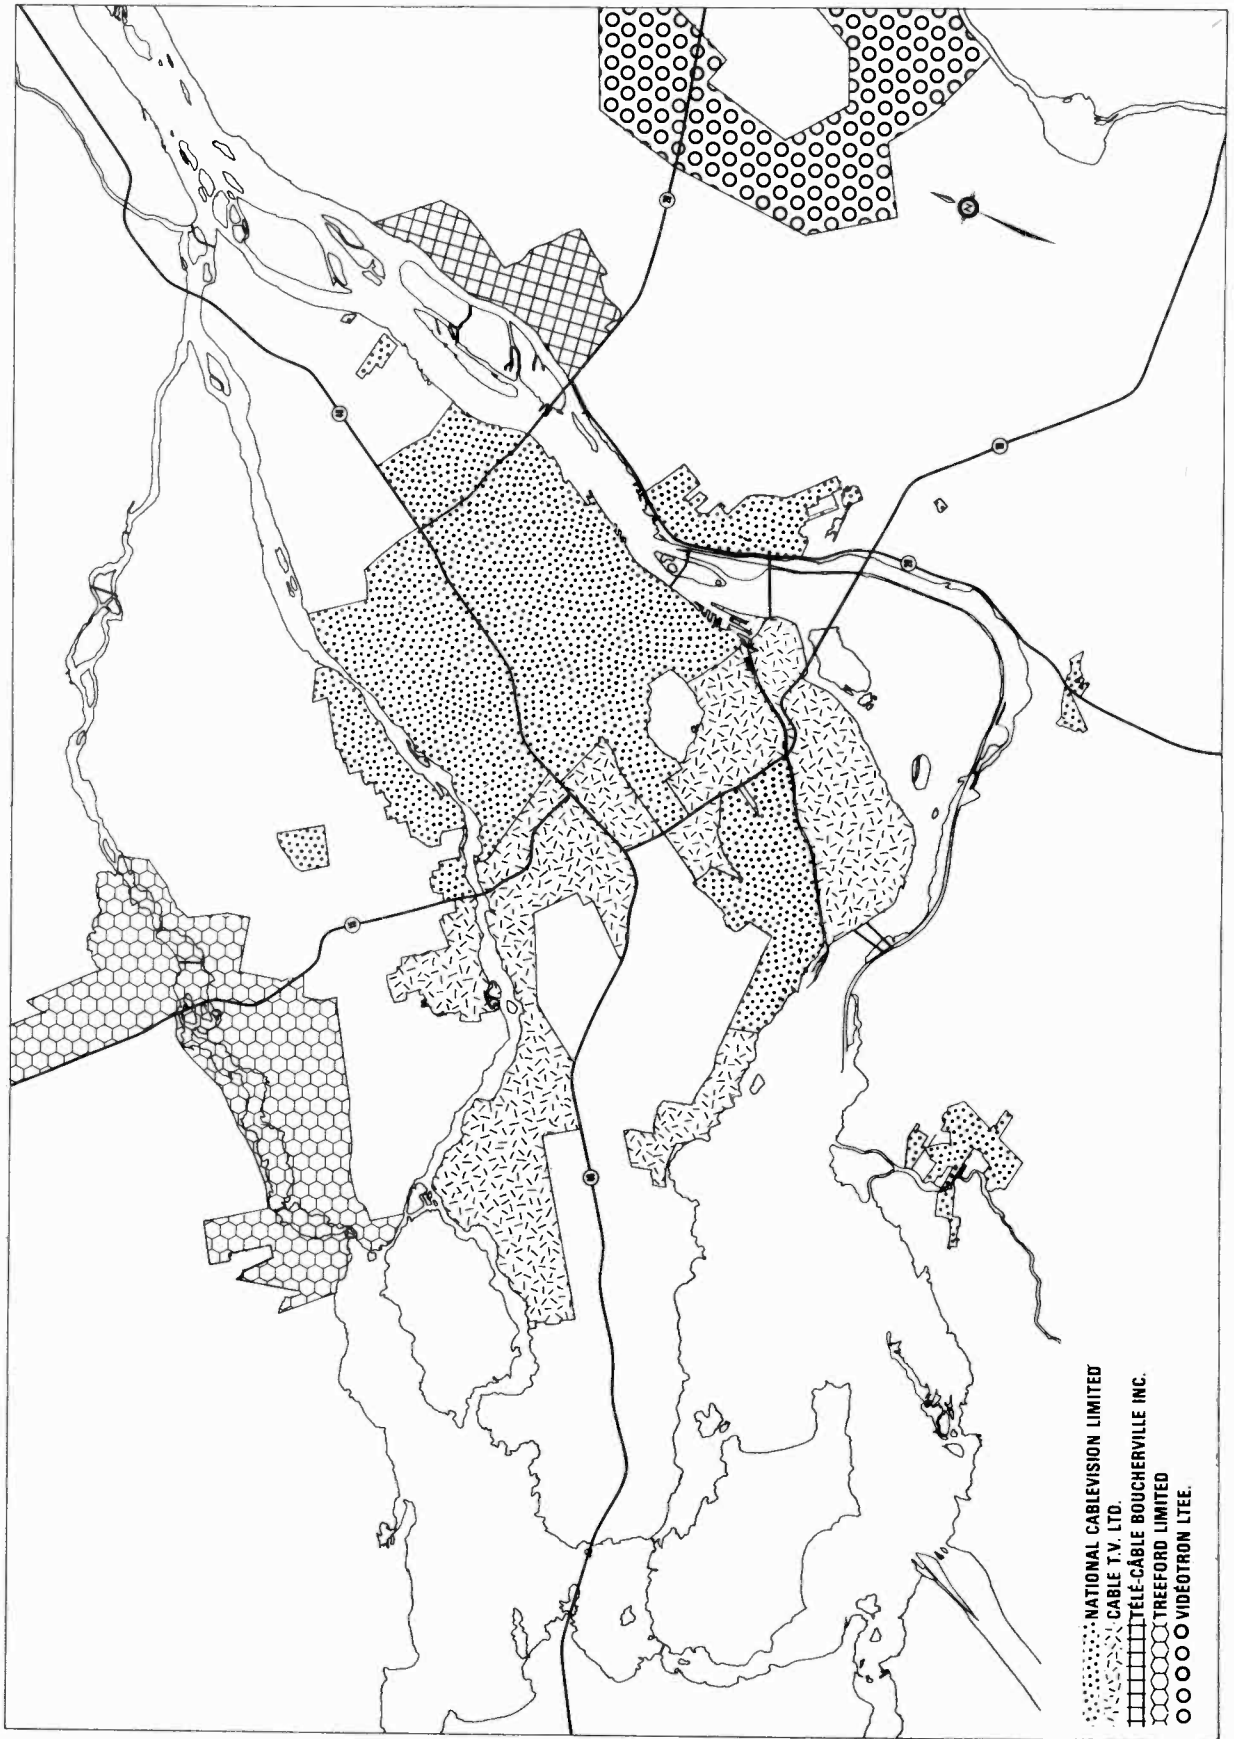 NATIONAL CABLEVISION LIMITED
CABLE T.V. LTD.
TÉLÉ-CÂBLE BOUCHERVILLE INC.
TREEFORD LIMITED
VIDÉOTRON LTEE.
N